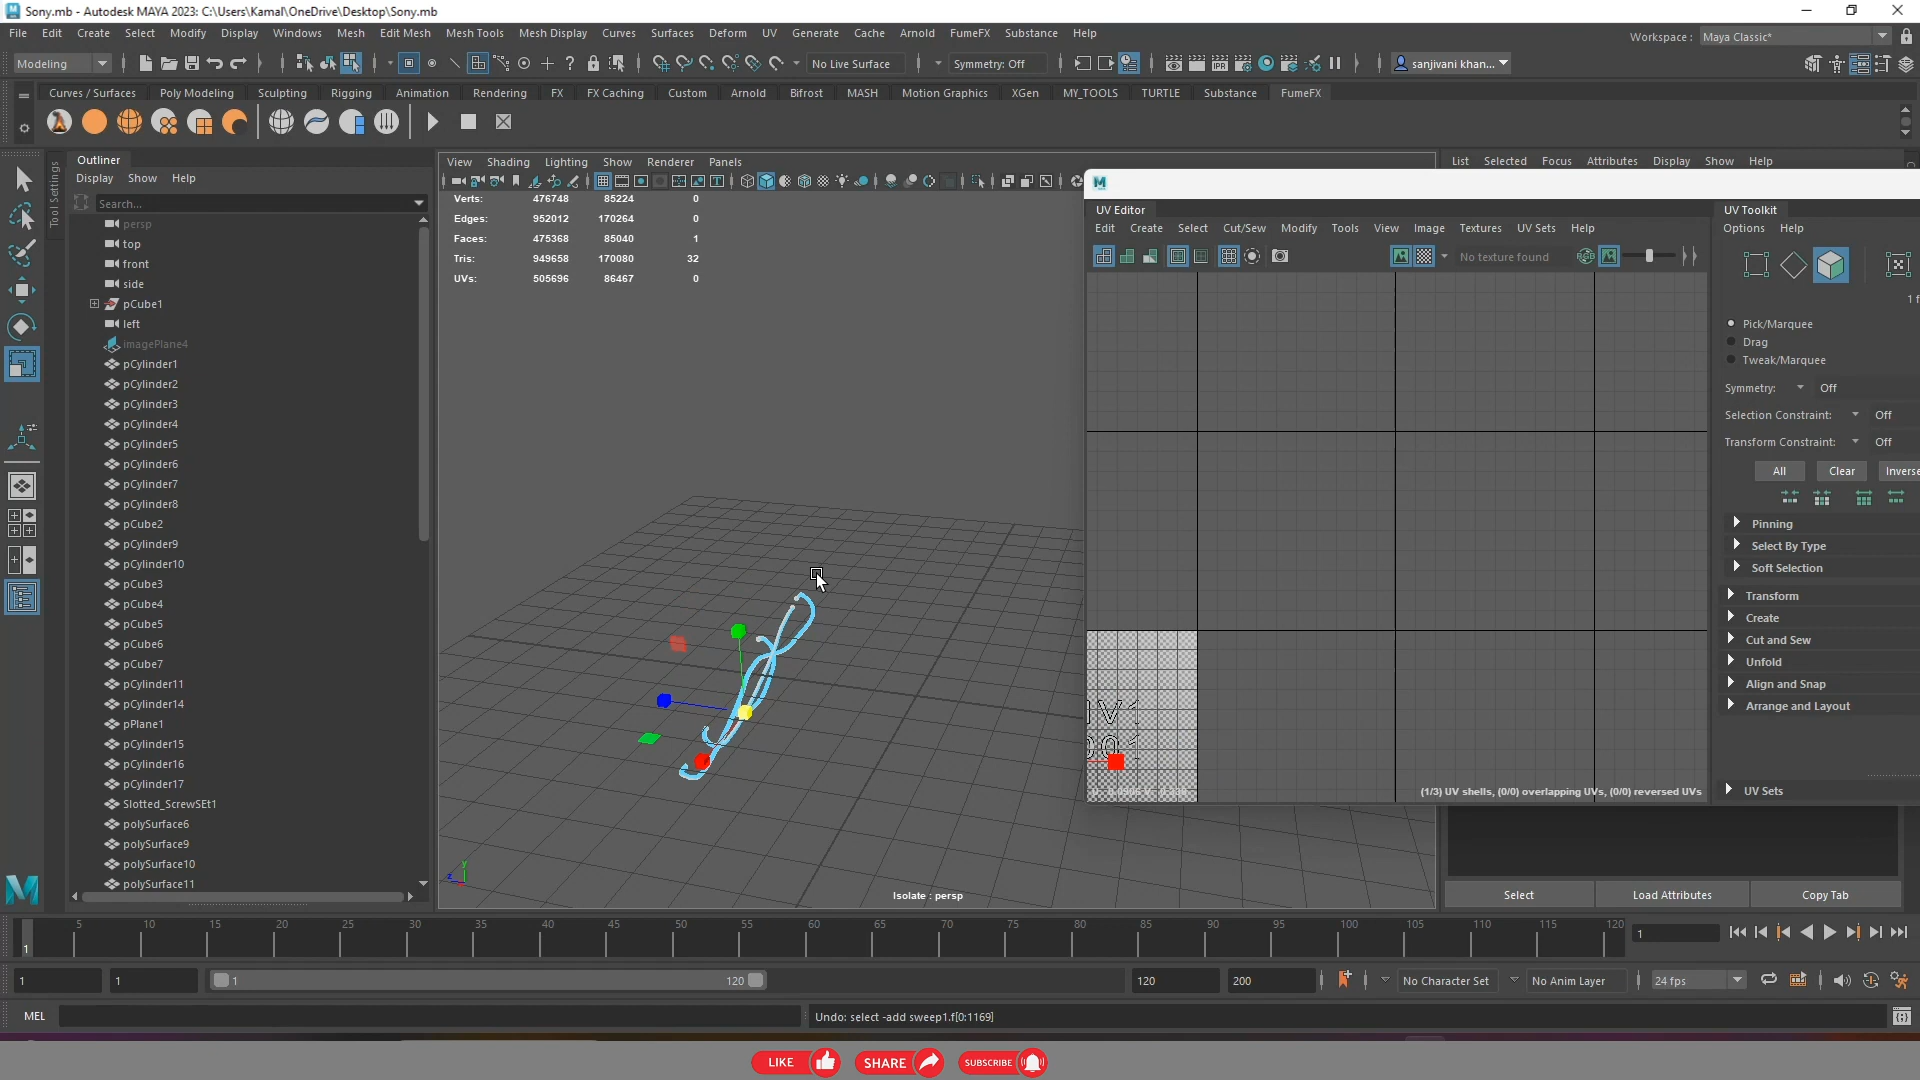 Sony.mb - Autodesk MAYA 2023: C:\Users\Kamal\OneDrive\Desktop\Sony.mb
File Edit Create Select Modify Display Windows Mesh Edit Mesh Mesh Tools Mesh Display Curves Surfaces Deform UV Generate Cache Arnold FumeFX Substance Help
Workspace : Maya Classic*
Modeling No Live Surface Symmetry: Off IPR sanjivani khan...
Curves / Surfaces Poly Modeling Sculpting Rigging Animation Rendering FX FX Caching Custom Arnold Bifrost MASH Motion Graphics XGen MY_TOOLS TURTLE Substance FumeFX
Tool Settings
Outliner
Display Show Help
Search...
persp
top
front
side
pCube1
left
imagePlane4
pCylinder1
pCylinder2
pCylinder3
pCylinder4
pCylinder5
pCylinder6
pCylinder7
pCylinder8
pCube2
pCylinder9
pCylinder10
pCube3
pCube4
pCube5
pCube6
pCube7
pCylinder11
pCylinder14
pPlane1
pCylinder15
pCylinder16
pCylinder17
Slotted_ScrewSEt1
polySurface6
polySurface9
polySurface10
polySurface11
View Shading Lighting Show Renderer Panels
Verts: 476748 85224 0
Edges: 952012 170264 0
Faces: 475368 85040 1
Tris: 949658 170080 32
UVs: 505696 86467 0
y
z
Isolate : persp
List Selected Focus Attributes Display Show Help
UV Editor
Edit Create Select Cut/Sew Modify Tools View Image Textures UV Sets Help
No texture found
RGB
(1/3) UV shells, (0/0) overlapping UVs, (0/0) reversed UVs
UV Toolkit
Options Help
1 f
Pick/Marquee
Drag
Tweak/Marquee
Symmetry: Off
Selection Constraint: Off
Transform Constraint: Off
All Clear Inverse
Pinning
Select By Type
Soft Selection
Transform
Create
Cut and Sew
Unfold
Align and Snap
Arrange and Layout
UV Sets
Select Load Attributes Copy Tab
5 10 15 20 25 30 35 40 45 50 55 60 65 70 75 80 85 90 95 100 105 110 115 120
1 1
1 1 1 120 120 200 No Character Set No Anim Layer 24 fps
MEL Undo: select -add sweep1.f[0:1169]
LIKE SHARE SUBSCRIBE